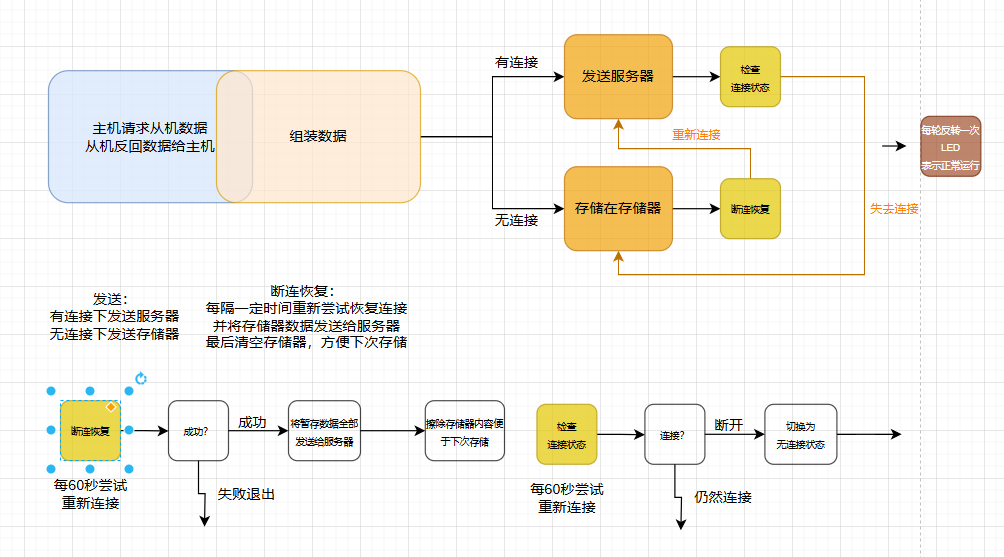 主机请求从机数据
从机反回数据给主机
组装数据
有连接
无连接
发送服务器
检查
连接状态
重新连接
存储在存储器
断连恢复
失去连接
每轮反转一次
LED
表示正常运行
发送：
有连接下发送服务器
无连接下发送存储器
断连恢复：
每隔一定时间重新尝试恢复连接
并将存储器数据发送给服务器
最后清空存储器，方便下次存储
断连恢复
每60秒尝试
重新连接
成功？
成功
失败退出
将暂存数据全部
发送给服务器
擦除存储器内容便
于下次存储
检查
连接状态
每60秒尝试
重新连接
连接？
断开
仍然连接
切换为
无连接状态